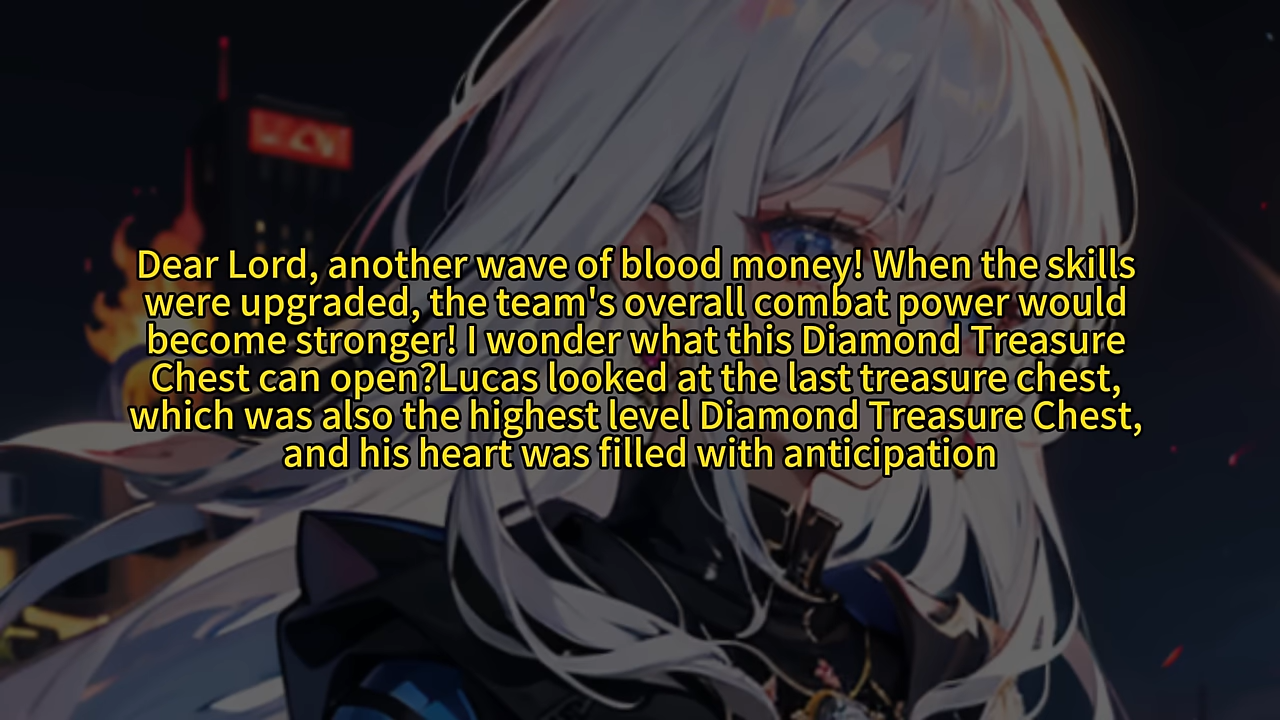 Dear Lord, another wave of blood money! When the skills
were upgraded, the team's overall combat power would
become stronger! I wonder what this Diamond Treasure
Chest can open?Lucas looked at the last treasure chest,
which was also the highest level Diamond Treasure Chest,
and his heart was filled with anticipation